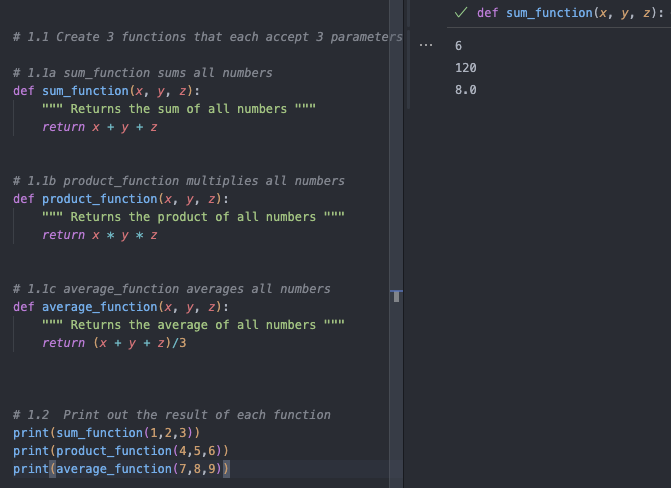 # 1.1 Create 3 functions that each accept 3 parameters
# 1.1a sum_function sums all numbers
def sum_function(x, y, z):
    """ Returns the sum of all numbers """
    return x + y + z
# 1.1b product_function multiplies all numbers
def product_function(x, y, z):
    """ Returns the product of all numbers """
    return x * y * z
# 1.1c average_function averages all numbers
def average_function(x, y, z):
    """ Returns the average of all numbers """
    return (x + y + z)/3
# 1.2  Print out the result of each function
print(sum_function(1,2,3))
print(product_function(4,5,6))
print(average_function(7,8,9))
✓ def sum_function(x, y, z):
...
6
120
8.0